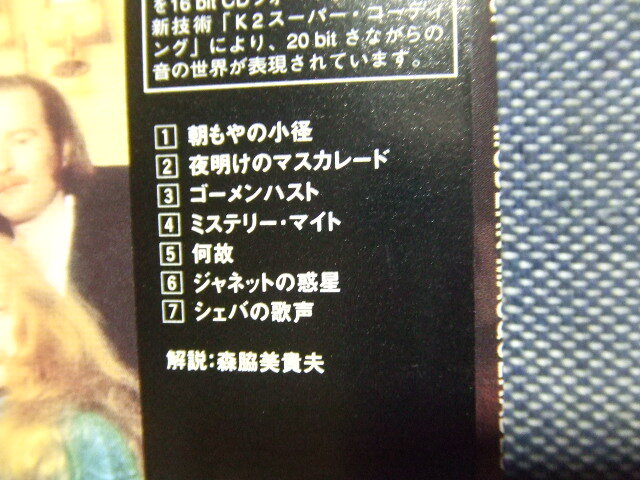 を16 bit CDフォ
新技術「K2スーパー・コーディ
ング」により、20 bit さながらの
音の世界が表現されています。
1 朝もやの小径
2 夜明けのマスカレード
3 ゴーメンハスト
4 ミステリー・マイト
5 何故
6 ジャネットの惑星
7 シェバの歌声
解説:森脇美貴夫